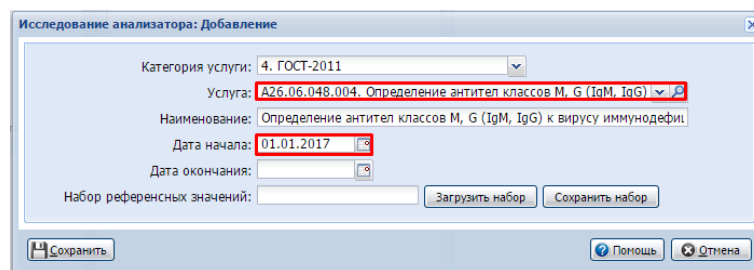 Исследование анализатора: Добавление
Категория услуги: 4. ГОСТ-2011
Услуга: A26.06.048.004. Определение антител классов M, G (IgM, IgG)
Наименование: Определение антител классов M, G (IgM, IgG) к вирусу
Дата начала: 01.01.2017
Дата окончания:
Набор референсных значений: Загрузить набор Сохранить набор
Сохранить Помощь Отмена